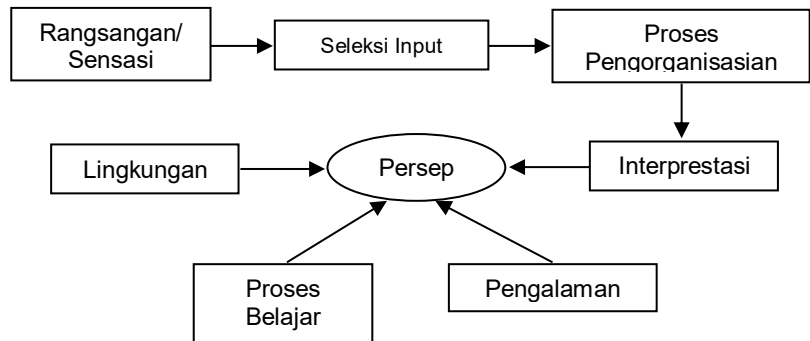 Rangsangan/
Sensasi
Seleksi Input
Proses
Pengorganisasian
Lingkungan
Persep
Interprestasi
Proses
Belajar
Pengalaman